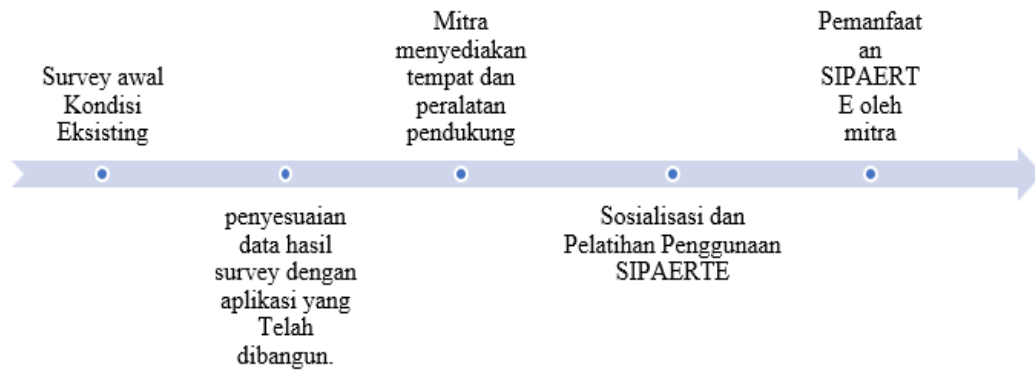 Survey awal
Kondisi
Eksisting
penyesuaian
data hasil
survey dengan
aplikasi yang
Telah
dibangun.
Mitra
menyediakan
tempat dan
peralatan
pendukung
Sosialisasi dan
Pelatihan Penggunaan
SIPAERTE
Pemanfaat
an
SIPAERT
E oleh
mitra